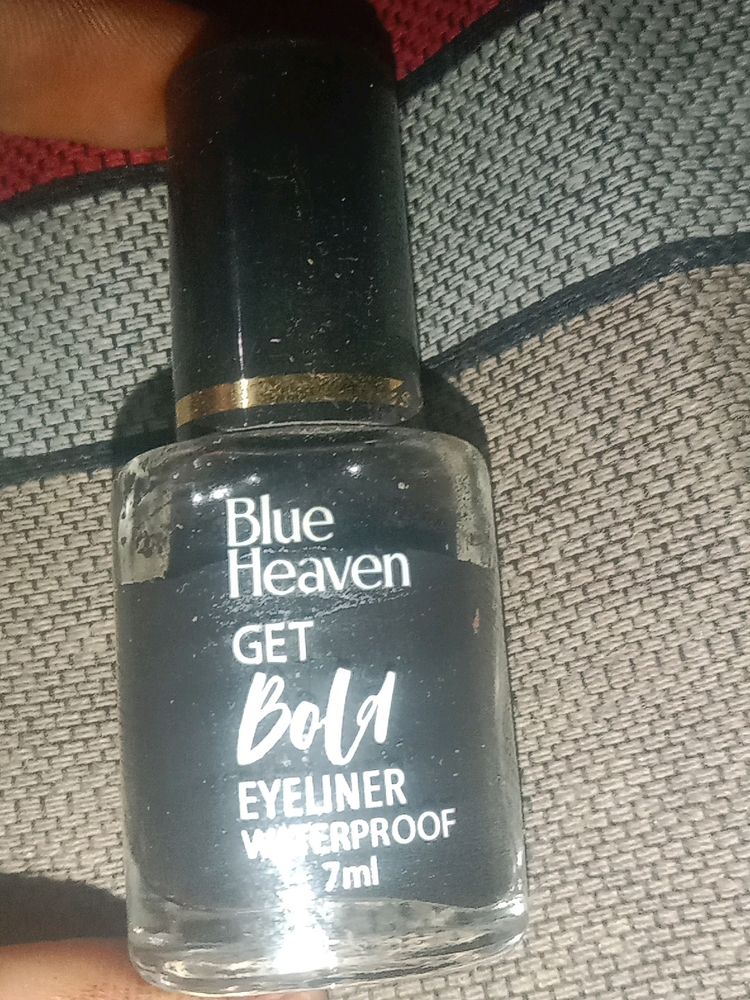 Blue
Heaven
GET
Bold
EYELINER
WATERPROOF
7ml